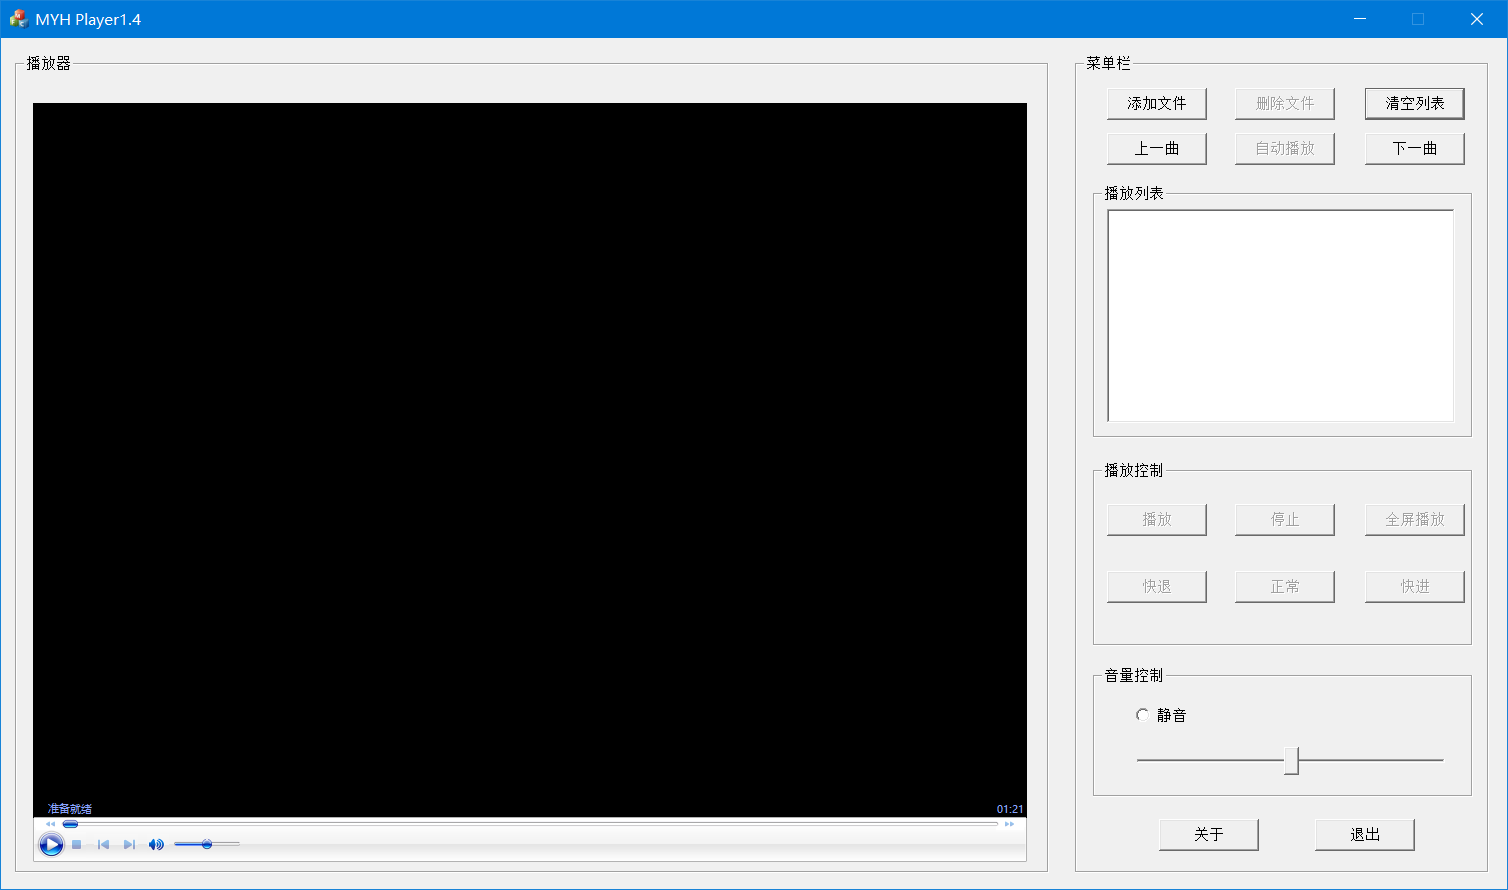 MYH Player1.4
播放器
准备就绪
01:21
菜单栏
添加文件 删除文件 清空列表
上一曲 自动播放 下一曲
播放列表
播放控制
播放 停止 全屏播放
快退 正常 快进
音量控制
静音
关于 退出